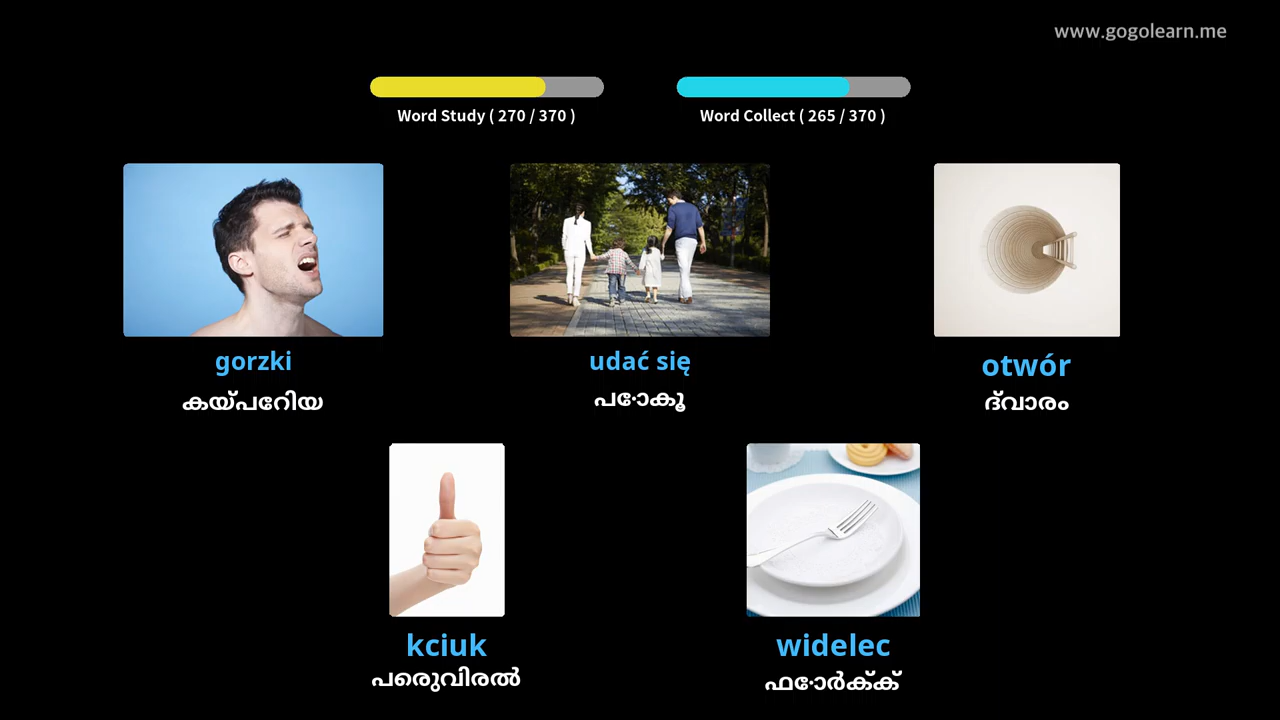 www.gogolearn.me
Word Study ( 270 / 370 )
Word Collect ( 265 / 370 )
gorzki
udać się
otwór
കയ്പേറിയ
പോകൂ
ദ്വാരം
kciuk
widelec
പെരുവിരൽ
ഫോർക്ക്